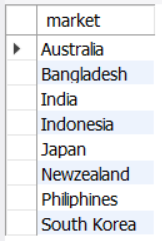 market
Australia
Bangladesh
India
Indonesia
Japan
Newzealand
Philiphines
South Korea